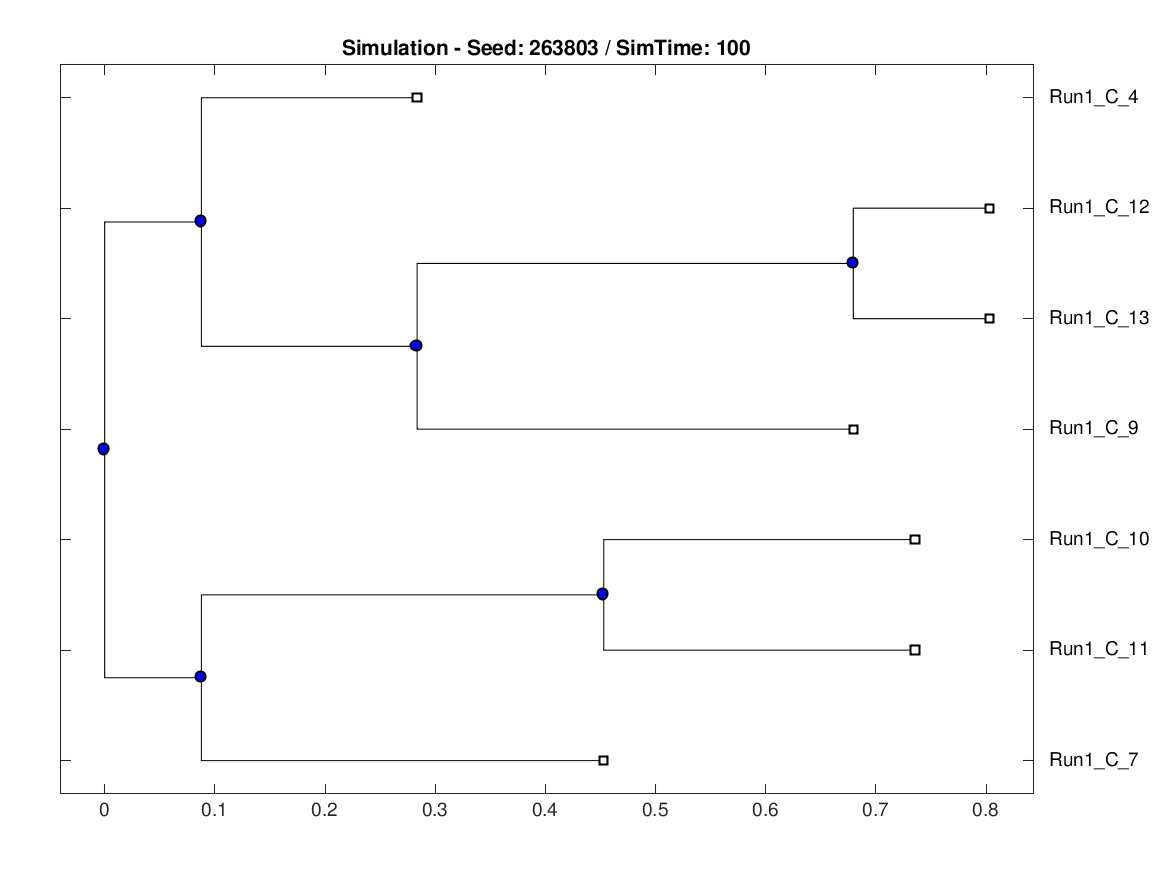 Simulation - Seed: 263803 / SimTime: 100
Run1_C_4
Run1_C_12
Run1_C_13
Run1_C_9
Run1_C_10
Run1_C_11
Run1_C_7
0 0.1 0.2 0.3 0.4 0.5 0.6 0.7 0.8